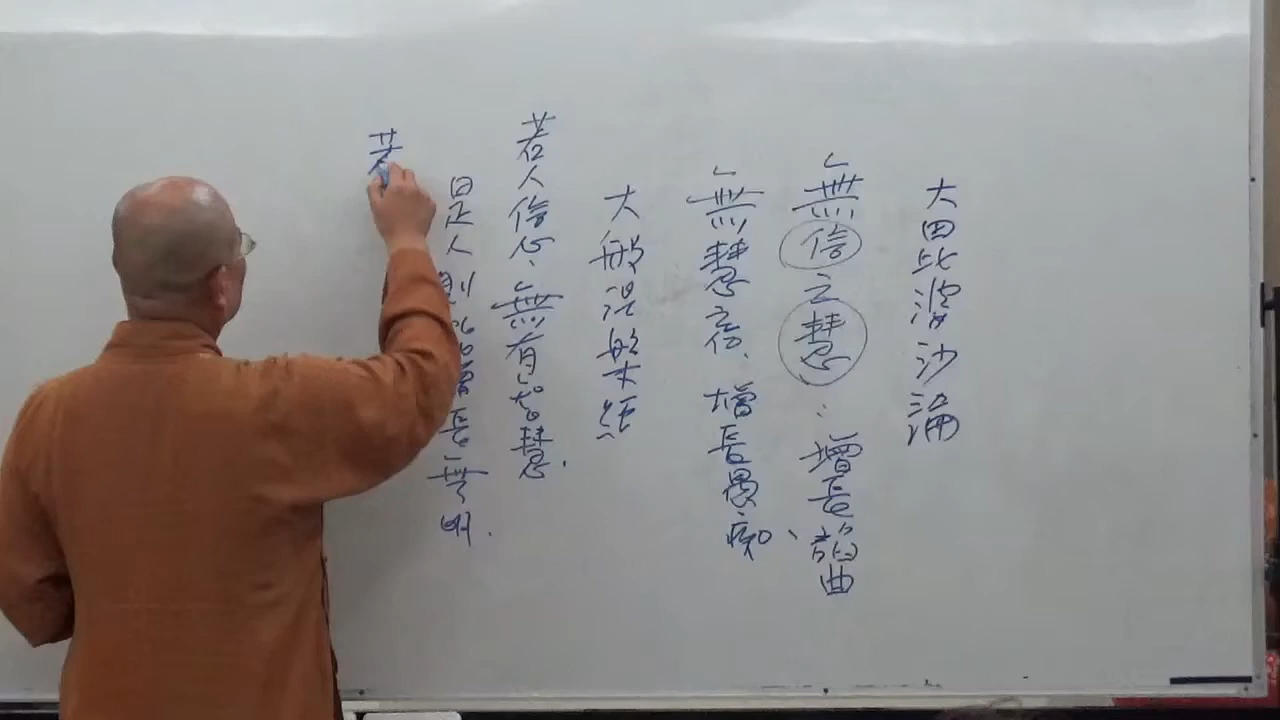 大毘婆沙論
無信之慧：增長諂曲、
無慧信、增長愚痴
大般涅槃經
若人信心、無有智慧.
是人則能增長無明.
若